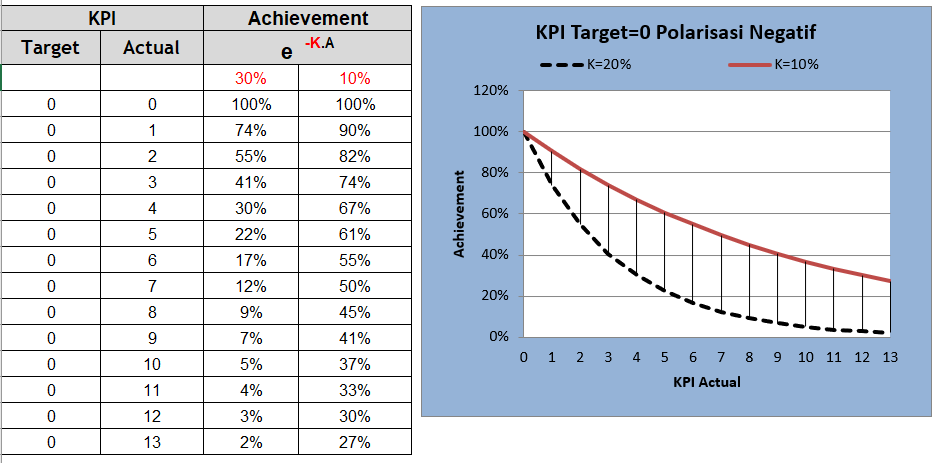 KPI Achievement
Target Actual e -K.A
30% 10%
0 0 100% 100%
0 1 74% 90%
0 2 55% 82%
0 3 41% 74%
0 4 30% 67%
0 5 22% 61%
0 6 17% 55%
0 7 12% 50%
0 8 9% 45%
0 9 7% 41%
0 10 5% 37%
0 11 4% 33%
0 12 3% 30%
0 13 2% 27%
KPI Target=0 Polarisasi Negatif
K=20% K=10%
120%
100%
80%
60%
40%
20%
0%
Achievement
0 1 2 3 4 5 6 7 8 9 10 11 12 13
KPI Actual